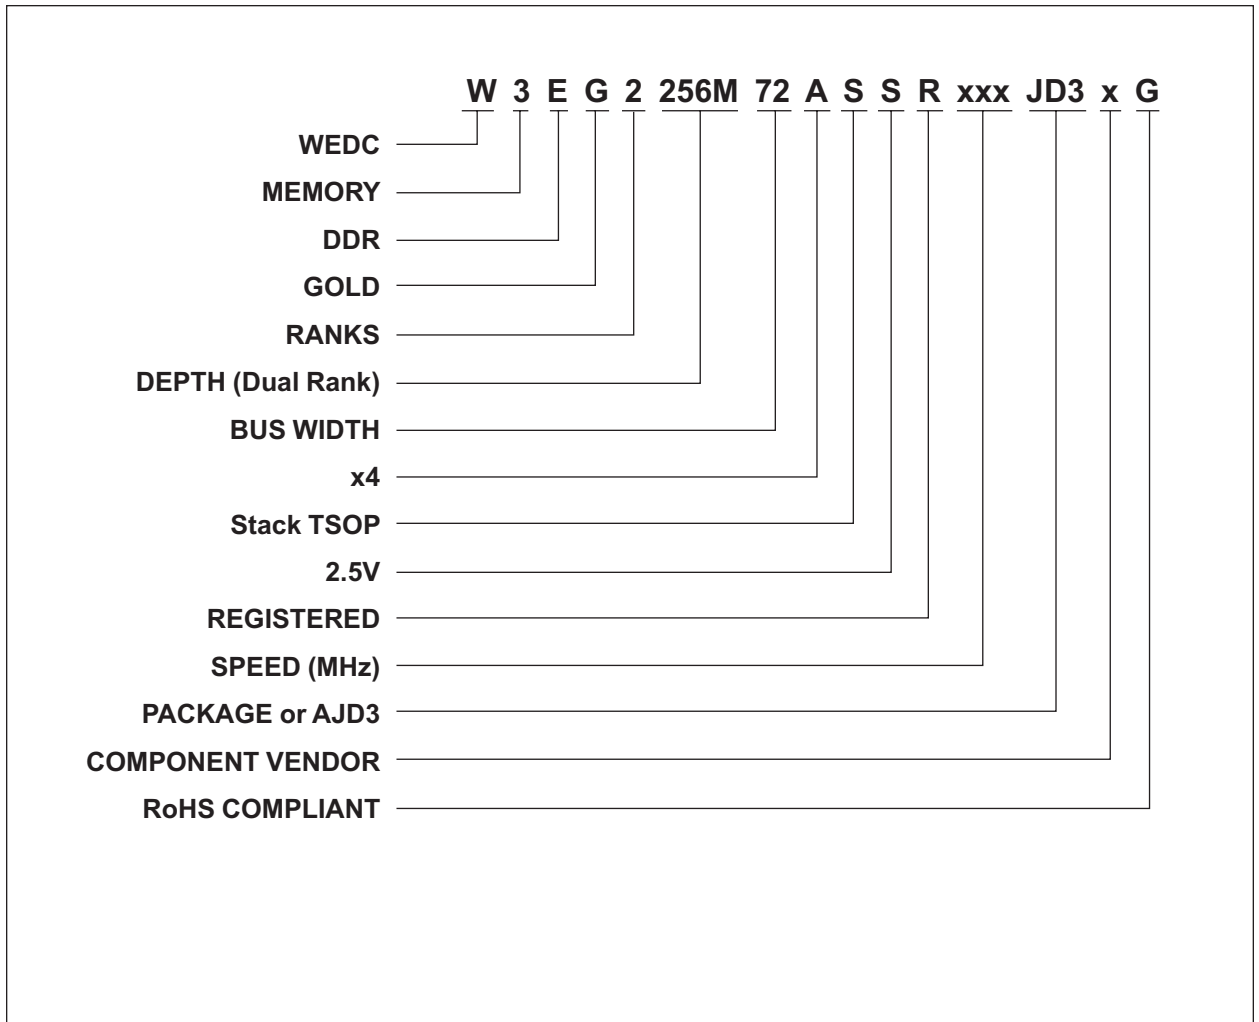 W 3 E G 2 256M 72 A S S R xxx JD3 x G
WEDC
MEMORY
DDR
GOLD
RANKS
DEPTH (Dual Rank)
BUS WIDTH
x4
Stack TSOP
2.5V
REGISTERED
SPEED (MHz)
PACKAGE or AJD3
COMPONENT VENDOR
RoHS COMPLIANT